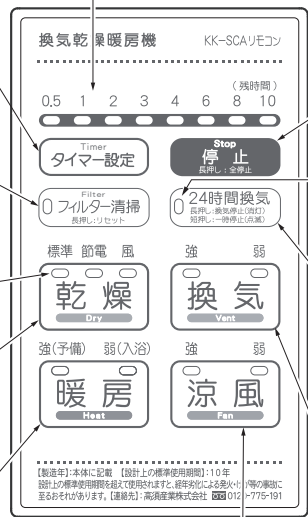 換気乾燥暖房機 KK-SCAリモコン
(残時間)
0.5 1 2 3 4 6 8 10
Timer
タイマー設定
Stop
停止
長押し：全停止
Filter
フィルター清掃
長押し：リセット
24時間換気
長押し：換気停止(消灯)
短押し：一時停止(点滅)
標準 節電 風
乾燥
Dry
強 弱
換気
Vent
強(予備) 弱(入浴)
暖房
Heat
強 弱
涼風
Fan
【製造年】：本体に記載 【設計上の標準使用期間】：10年
設計上の標準使用期間を超えて使用されますと、経年劣化による発火・けが等の事故に
至るおそれがあります。【連絡先】：高須産業株式会社 012 -775-191